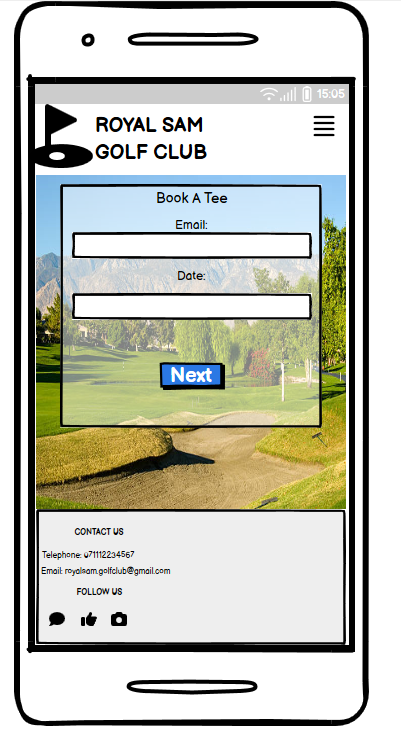 15:05
ROYAL SAM
GOLF CLUB
Book A Tee
Email:
Date:
Next
CONTACT US
Telephone: 071112234567
Email: royalsam.golfclub@gmail.com
FOLLOW US